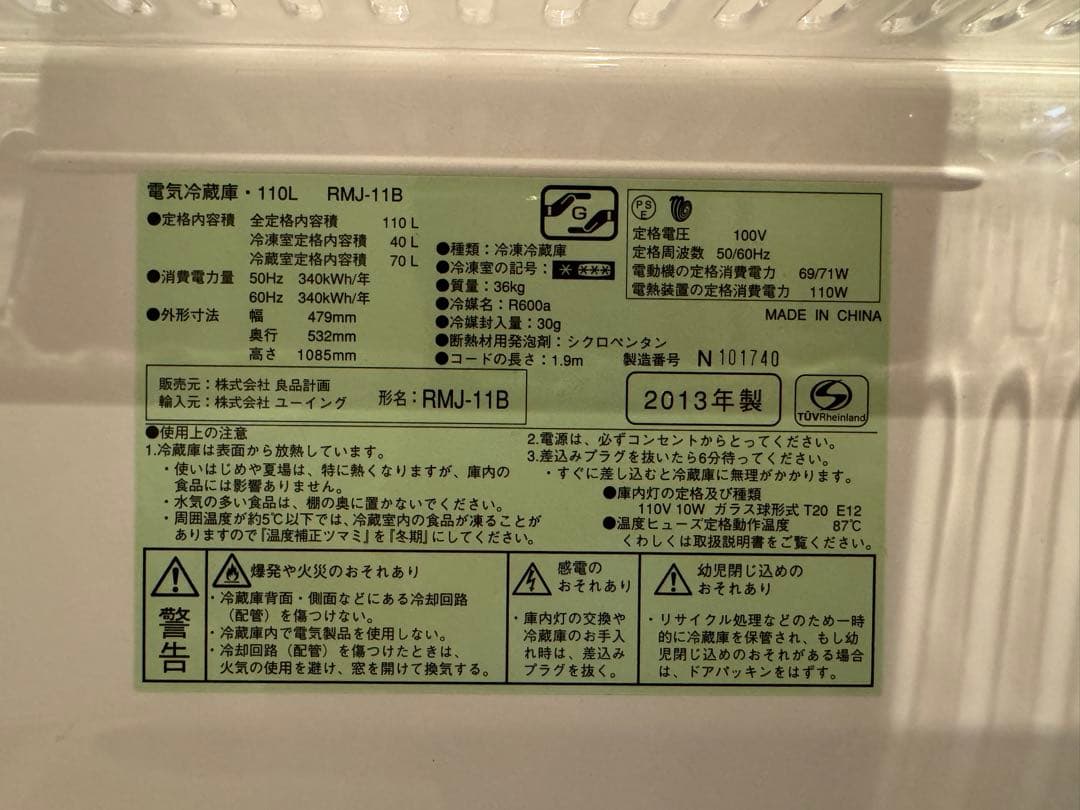 電気冷蔵庫・110L RMJ-11B
●定格内容積 全定格内容積 110 L
冷凍室定格内容積 40 L
冷蔵室定格内容積 70 L
●消費電力量 50Hz 340kWh/年
60Hz 340kWh/年
●外形寸法 幅 479mm
奥行 532mm
高さ 1085mm
G
●種類：冷凍冷蔵庫
●冷凍室の記号：
●質量：36kg
●冷媒名：R600a
●冷媒封入量：30g
●断熱材用発泡剤：シクロペンタン
●コードの長さ：1.9m
PS
E
定格電圧 100V
定格周波数 50/60Hz
電動機の定格消費電力 69/71W
電熱装置の定格消費電力 110W
MADE IN CHINA
製造番号 N 101740
販売元：株式会社 良品計画
輸入元：株式会社 ユーイング
形名：RMJ-11B
2013年製
TÜVRheinland
●使用上の注意
1.冷蔵庫は表面から放熱しています。
・使いはじめや夏場は、特に熱くなりますが、庫内の
食品には影響ありません。
・水気の多い食品は、棚の奥に置かないでください。
・周囲温度が約5℃以下では、冷蔵室内の食品が凍ることが
ありますので『温度補正ツマミ』を『冬期』にしてください。
2.電源は、必ずコンセントからとってください。
3.差込みプラグを抜いたら6分待ってください。
・すぐに差し込むと冷蔵庫に無理がかかります。
●庫内灯の定格及び種類
110V 10W ガラス球形式 T20 E12
●温度ヒューズ定格動作温度 87℃
くわしくは取扱説明書をご覧ください。
警告
爆発や火災のおそれあり
・冷蔵庫背面・側面などにある冷却回路
（配管）を傷つけない。
・冷蔵庫内で電気製品を使用しない。
・冷却回路（配管）を傷つけたときは、
火気の使用を避け、窓を開けて換気する。
感電の
おそれあり
・庫内灯の交換や
冷蔵庫のお手入
れ時は、差込み
プラグを抜く。
幼児閉じ込めの
おそれあり
・リサイクル処理などのため一時
的に冷蔵庫を保管され、もし幼
児閉じ込めのおそれがある場合
は、ドアパッキンをはずす。